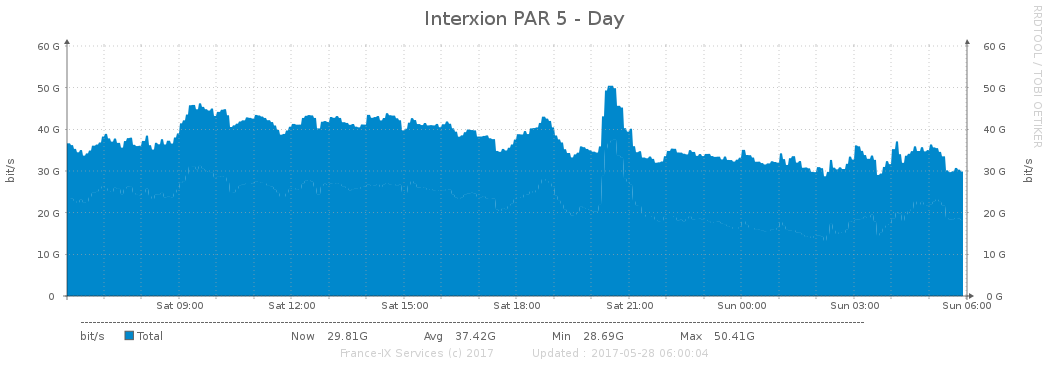 Interxion PAR 5 - Day
RRDTOOL / TOBI OETIKER
60 G 60 G
50 G 50 G
40 G 40 G
30 G 30 G
20 G 20 G
10 G 10 G
0 0 G
bit/s bit/s
Sat 09:00 Sat 12:00 Sat 15:00 Sat 18:00 Sat 21:00 Sun 00:00 Sun 03:00 Sun 06:00
bit/s Total Now 29.81G Avg 37.42G Min 28.69G Max 50.41G
France-IX Services (c) 2017 Updated : 2017-05-28 06:00:04